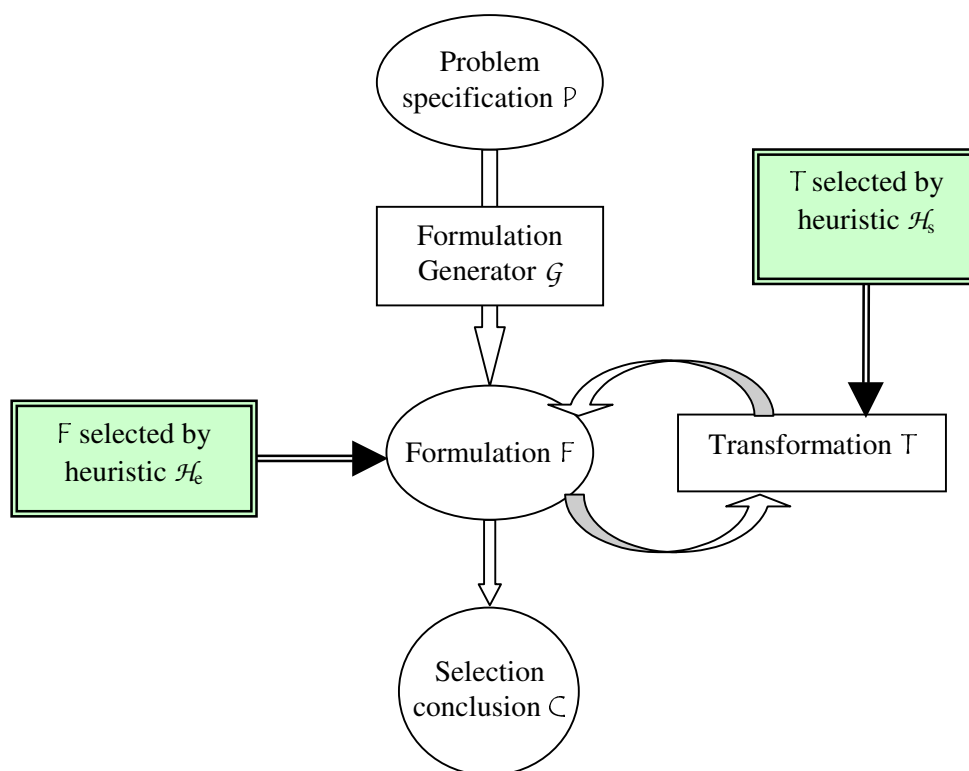 Problem
specification P
T selected by
heuristic ℋs
Formulation
Generator 𝒢
F selected by
heuristic ℋe
Formulation F
Transformation T
Selection
conclusion C